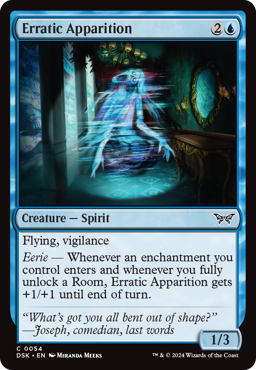 Erratic Apparition 2
Creature — Spirit
Flying, vigilance
Eerie — Whenever an enchantment you
control enters and whenever you fully
unlock a Room, Erratic Apparition gets
+1/+1 until end of turn.
“What’s got you all bent out of shape?”
—Joseph, comedian, last words
1/3
C 0054
DSK • EN Miranda Meeks
™ & © 2024 Wizards of the Coast